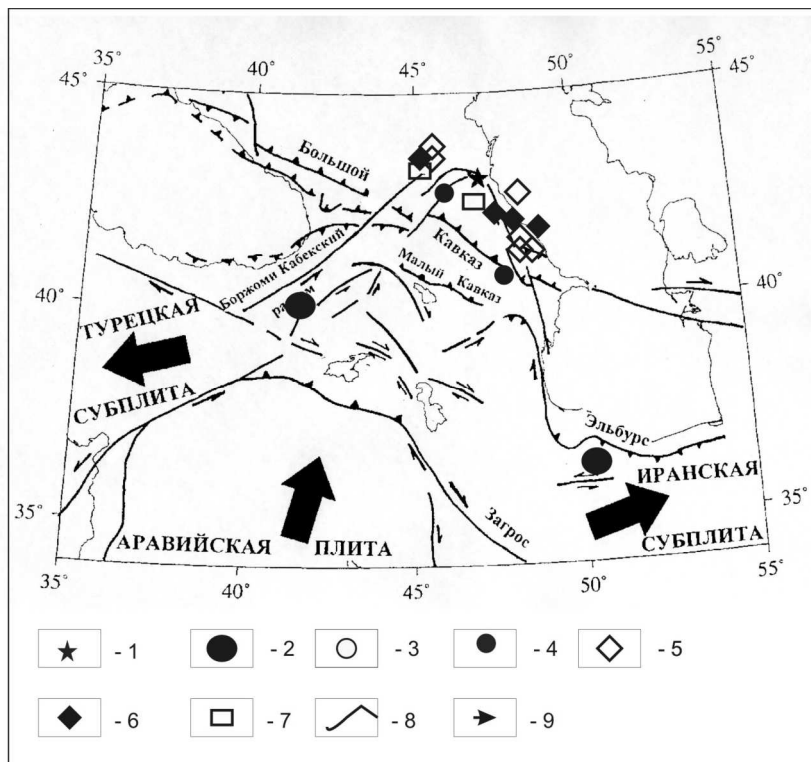 40° 45° 50° 55°
35°
45° 45
Большой
Боржоми Кабекский
Кавказ
Малый Кавказ
40° 40°
ТУРЕЦКАЯ
СУБПЛИТА
Эльбурс
ИРАНСКАЯ
35° 35°
Загрос
СУБПЛИТА
АРАВИЙСКАЯ ПЛИТА
35° 40° 45° 50° 55°
- 1 - 2 - 3 - 4 - 5
- 6 - 7 - 8 - 9